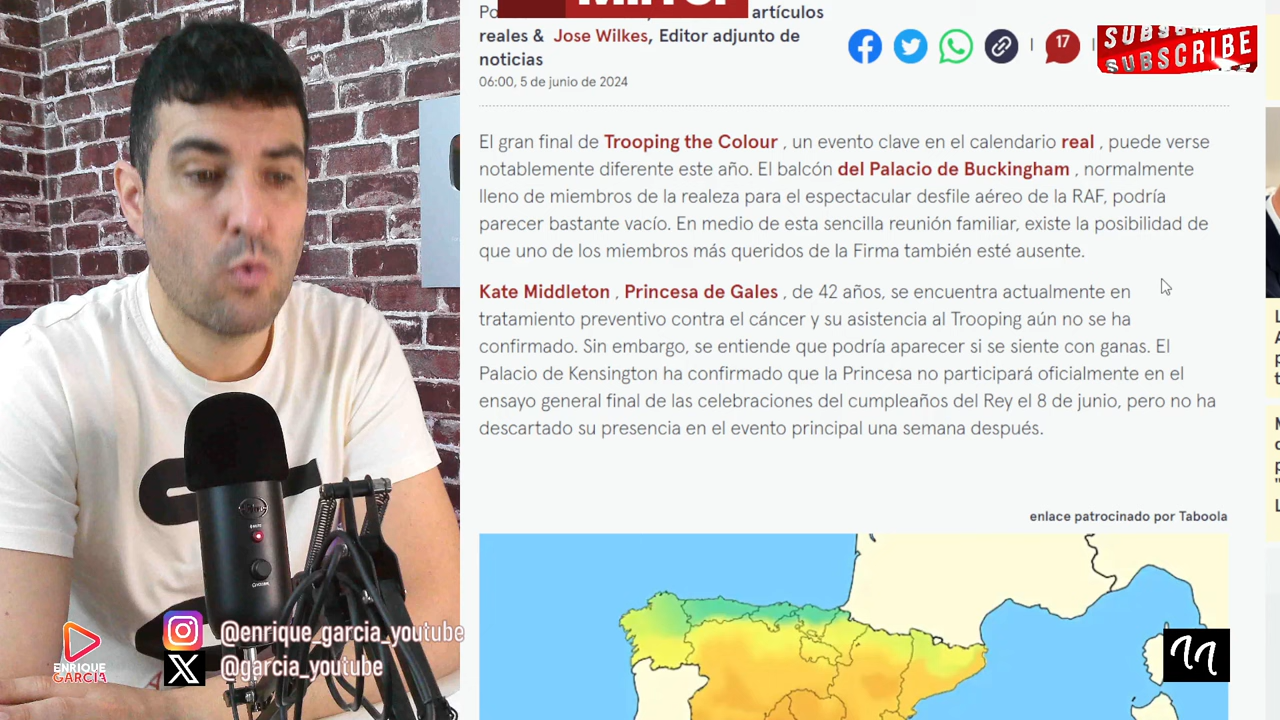 artículos
reales & Jose Wilkes, Editor adjunto de
noticias
06:00, 5 de junio de 2024
17
SUBSCRIBE
SUBSCRIBE
El gran final de Trooping the Colour , un evento clave en el calendario real , puede verse
notablemente diferente este año. El balcón del Palacio de Buckingham , normalmente
lleno de miembros de la realeza para el espectacular desfile aéreo de la RAF, podría
parecer bastante vacío. En medio de esta sencilla reunión familiar, existe la posibilidad de
que uno de los miembros más queridos de la Firma también esté ausente.
Kate Middleton , Princesa de Gales , de 42 años, se encuentra actualmente en
tratamiento preventivo contra el cáncer y su asistencia al Trooping aún no se ha
confirmado. Sin embargo, se entiende que podría aparecer si se siente con ganas. El
Palacio de Kensington ha confirmado que la Princesa no participará oficialmente en el
ensayo general final de las celebraciones del cumpleaños del Rey el 8 de junio, pero no ha
descartado su presencia en el evento principal una semana después.
enlace patrocinado por Taboola
ENRIQUE
GARCIA
@enrique_garcia_youtube
@garcia_youtube